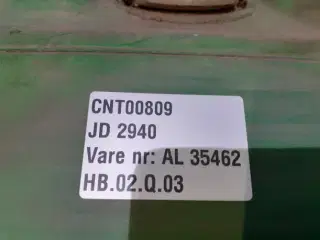 CNT00809
JD 2940
Vare nr: AL 35462
HB.02.Q.03